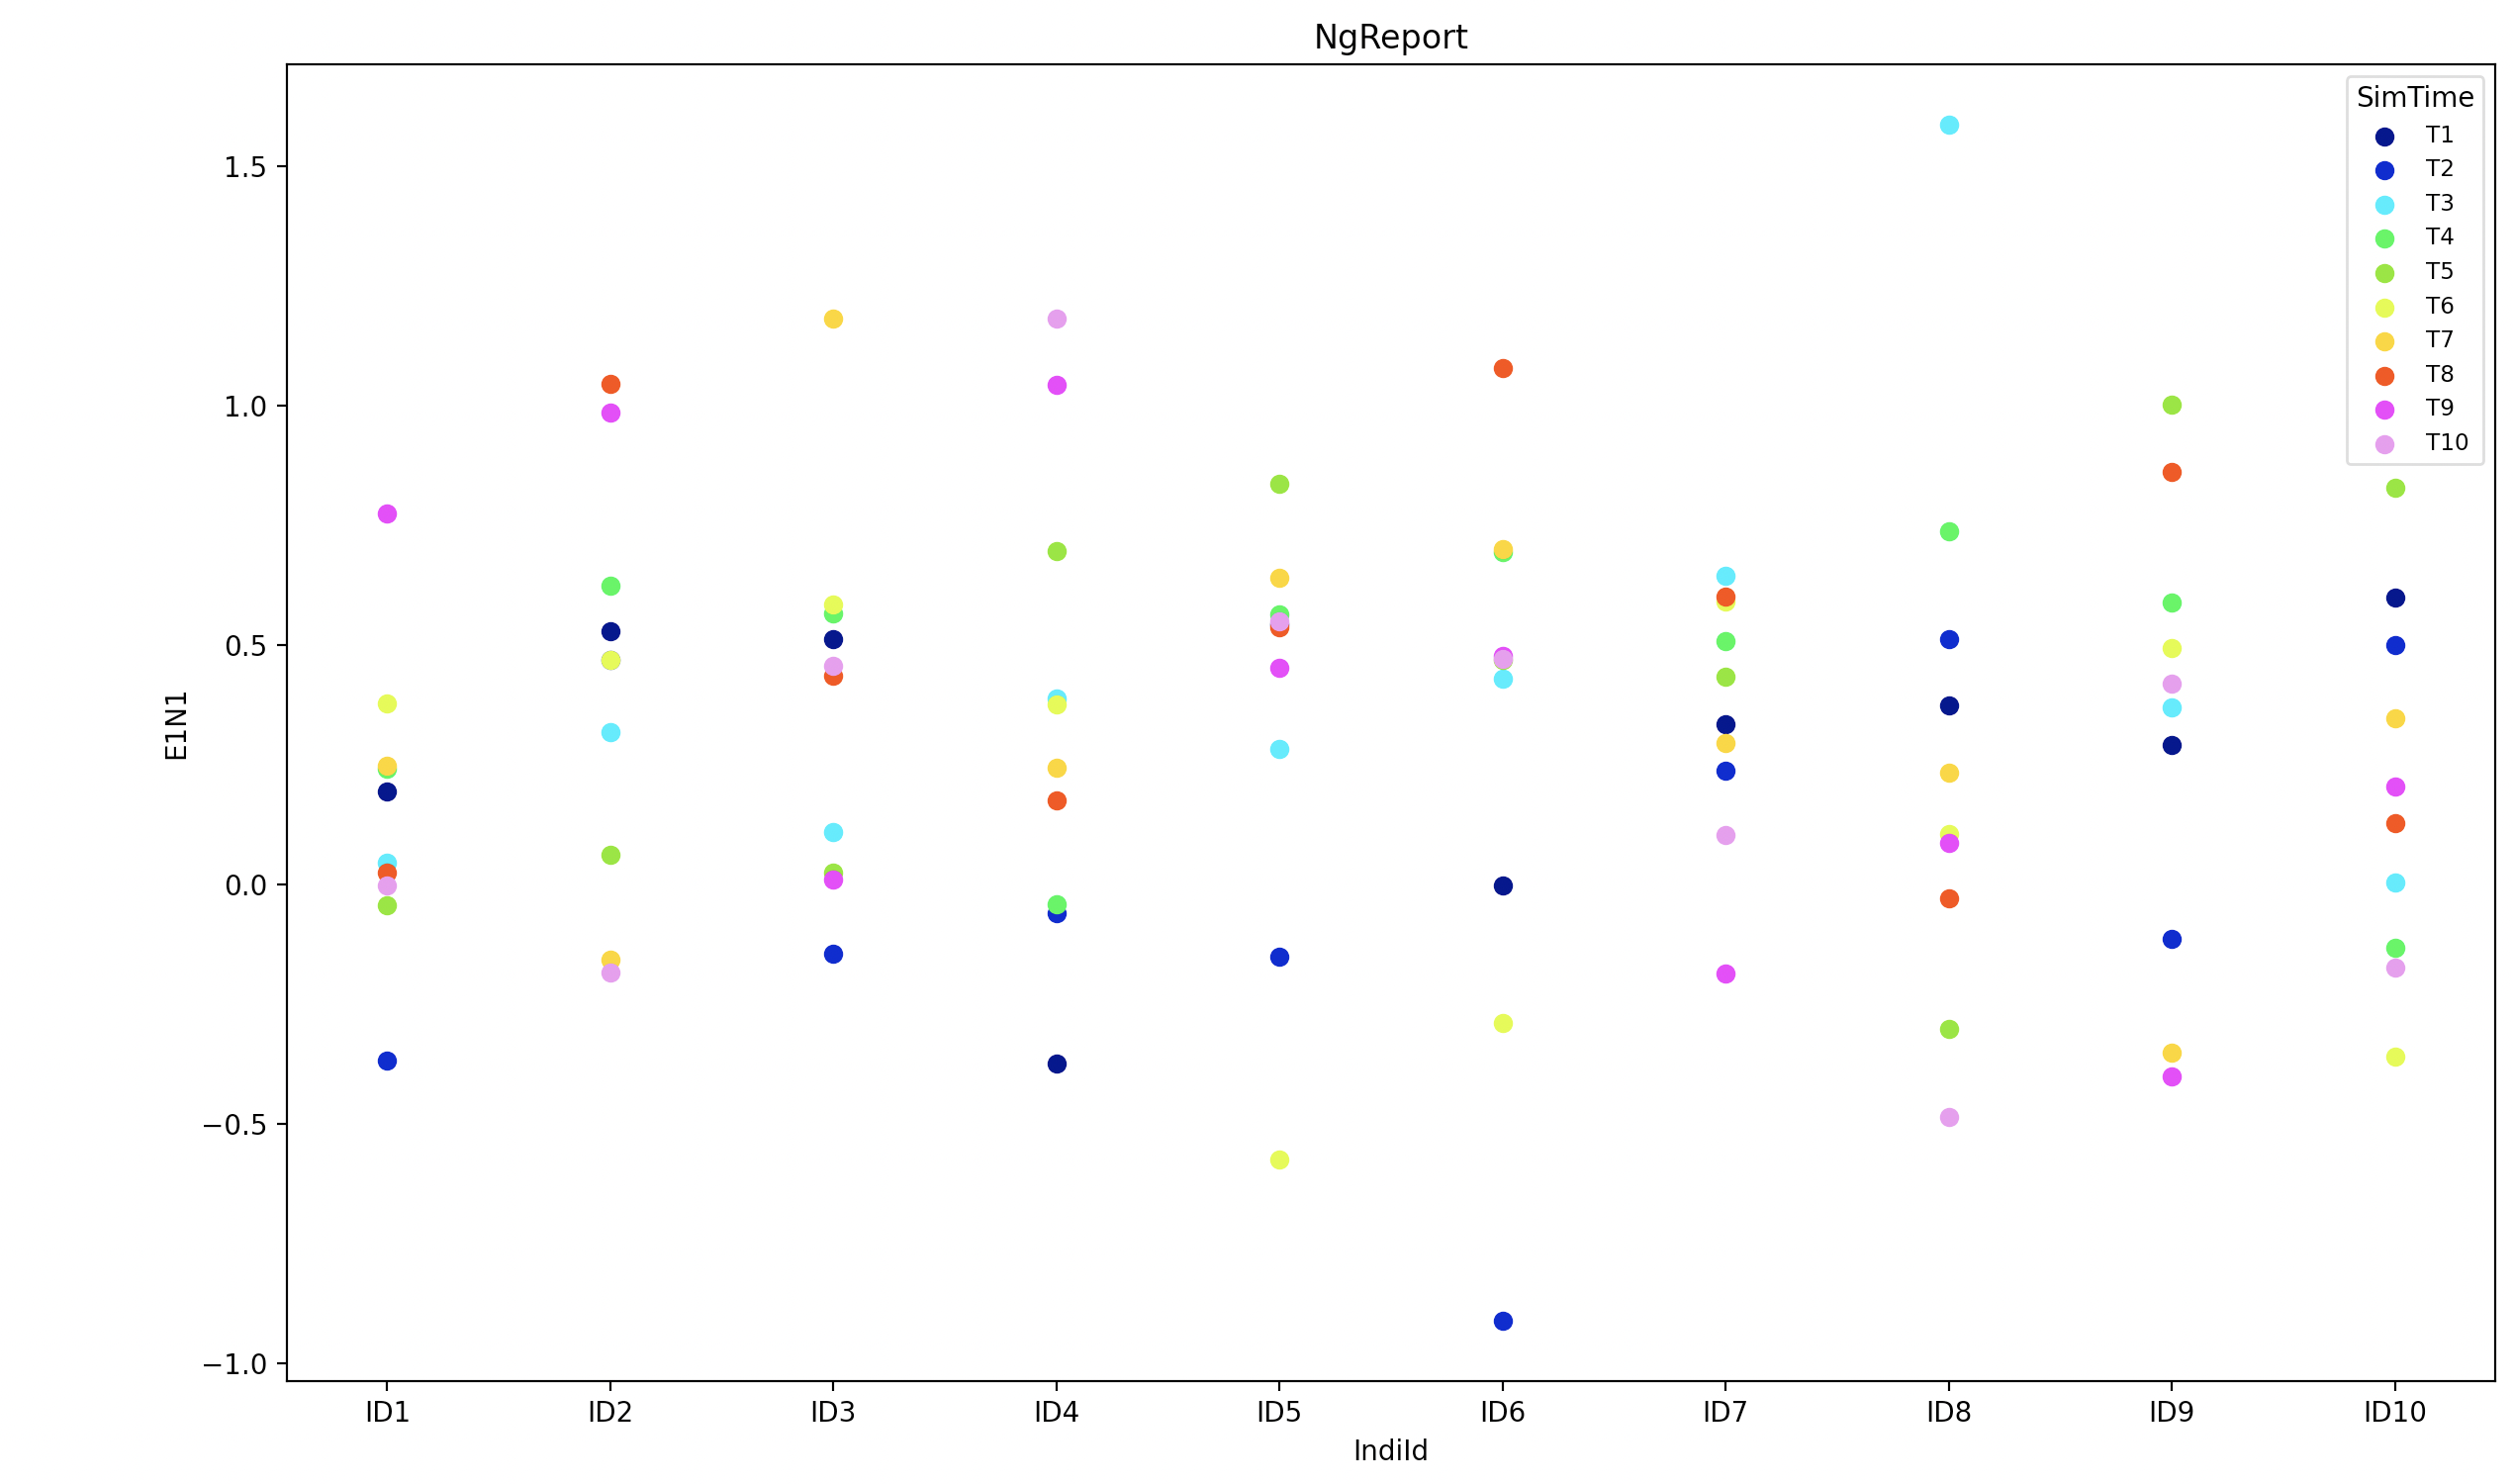 NgReport
SimTime
T1
T2
T3
T4
T5
T6
T7
T8
T9
T10
1.5
1.0
0.5
0.0
−0.5
−1.0
E1N1
ID1 ID2 ID3 ID4 ID5 ID6 ID7 ID8 ID9 ID10
IndiId